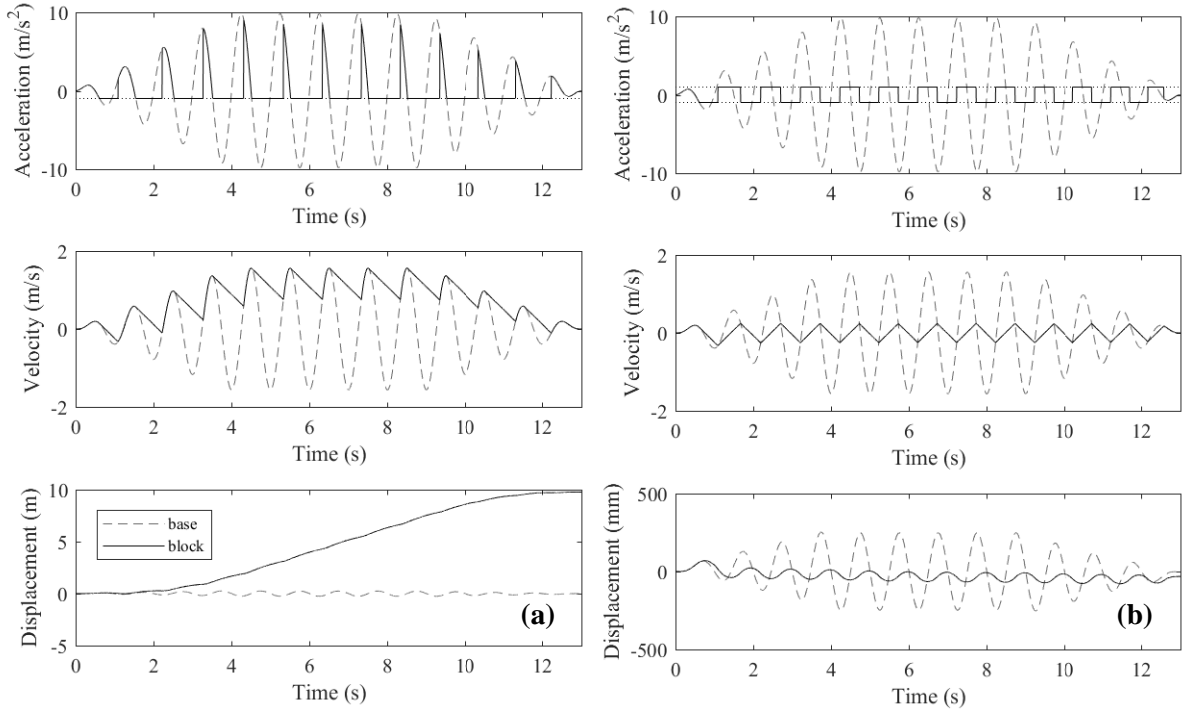 Acceleration (m/s²)
10
0
-10
0 2 4 6 8 10 12
Time (s)
Velocity (m/s)
2
0
-2
0 2 4 6 8 10 12
Time (s)
Displacement (m)
10
5
0
-5
base
block
(a)
0 2 4 6 8 10 12
Time (s)
Acceleration (m/s²)
10
0
-10
0 2 4 6 8 10 12
Time (s)
Velocity (m/s)
2
0
-2
0 2 4 6 8 10 12
Time (s)
Displacement (mm)
500
0
-500
(b)
0 2 4 6 8 10 12
Time (s)